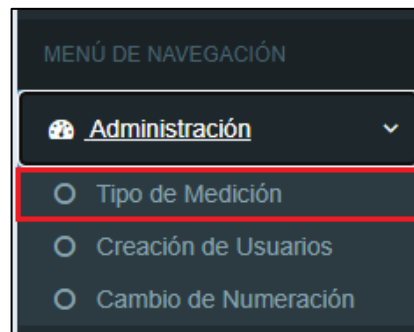 MENÚ DE NAVEGACIÓN
Administración
Tipo de Medición
Creación de Usuarios
Cambio de Numeración